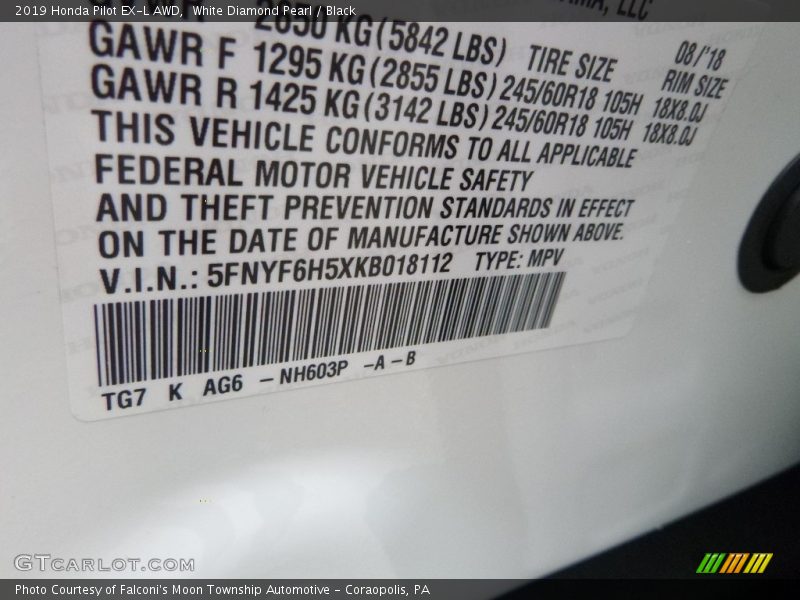 2019 Honda Pilot EX-L AWD, White Diamond Pearl / Black
LLC
2650 KG (5842 LBS) 08/'18
TIRE SIZE RIM SIZE
GAWR F 1295 KG (2855 LBS) 245/60R18 105H 18X8.0J
GAWR R 1425 KG (3142 LBS) 245/60R18 105H 18X8.0J
THIS VEHICLE CONFORMS TO ALL APPLICABLE
FEDERAL MOTOR VEHICLE SAFETY
AND THEFT PREVENTION STANDARDS IN EFFECT
ON THE DATE OF MANUFACTURE SHOWN ABOVE.
V.I.N.: 5FNYF6H5XKB018112 TYPE: MPV
TG7 K AG6 – NH603P – A – B
GTCARLOT.COM
Photo Courtesy of Falconi's Moon Township Automotive - Coraopolis, PA